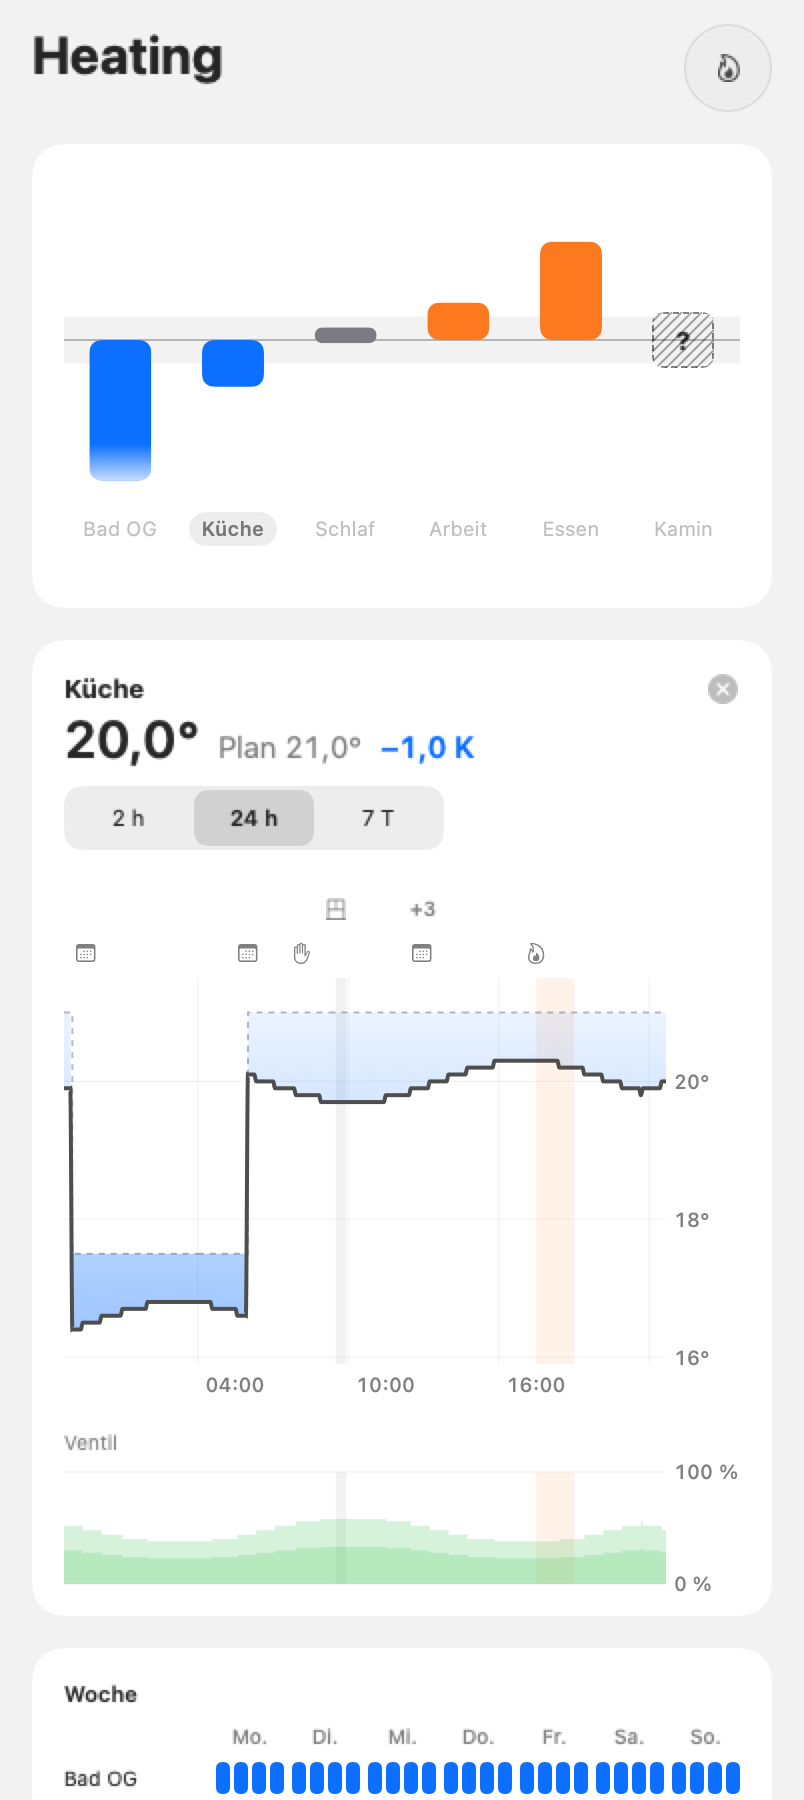 Heating
?
Bad OG Küche Schlaf Arbeit Essen Kamin
Küche
20,0° Plan 21,0° −1,0 K
2 h 24 h 7 T
+3
20°
18°
16°
04:00 10:00 16:00
Ventil
100 %
0 %
Woche
Mo. Di. Mi. Do. Fr. Sa. So.
Bad OG